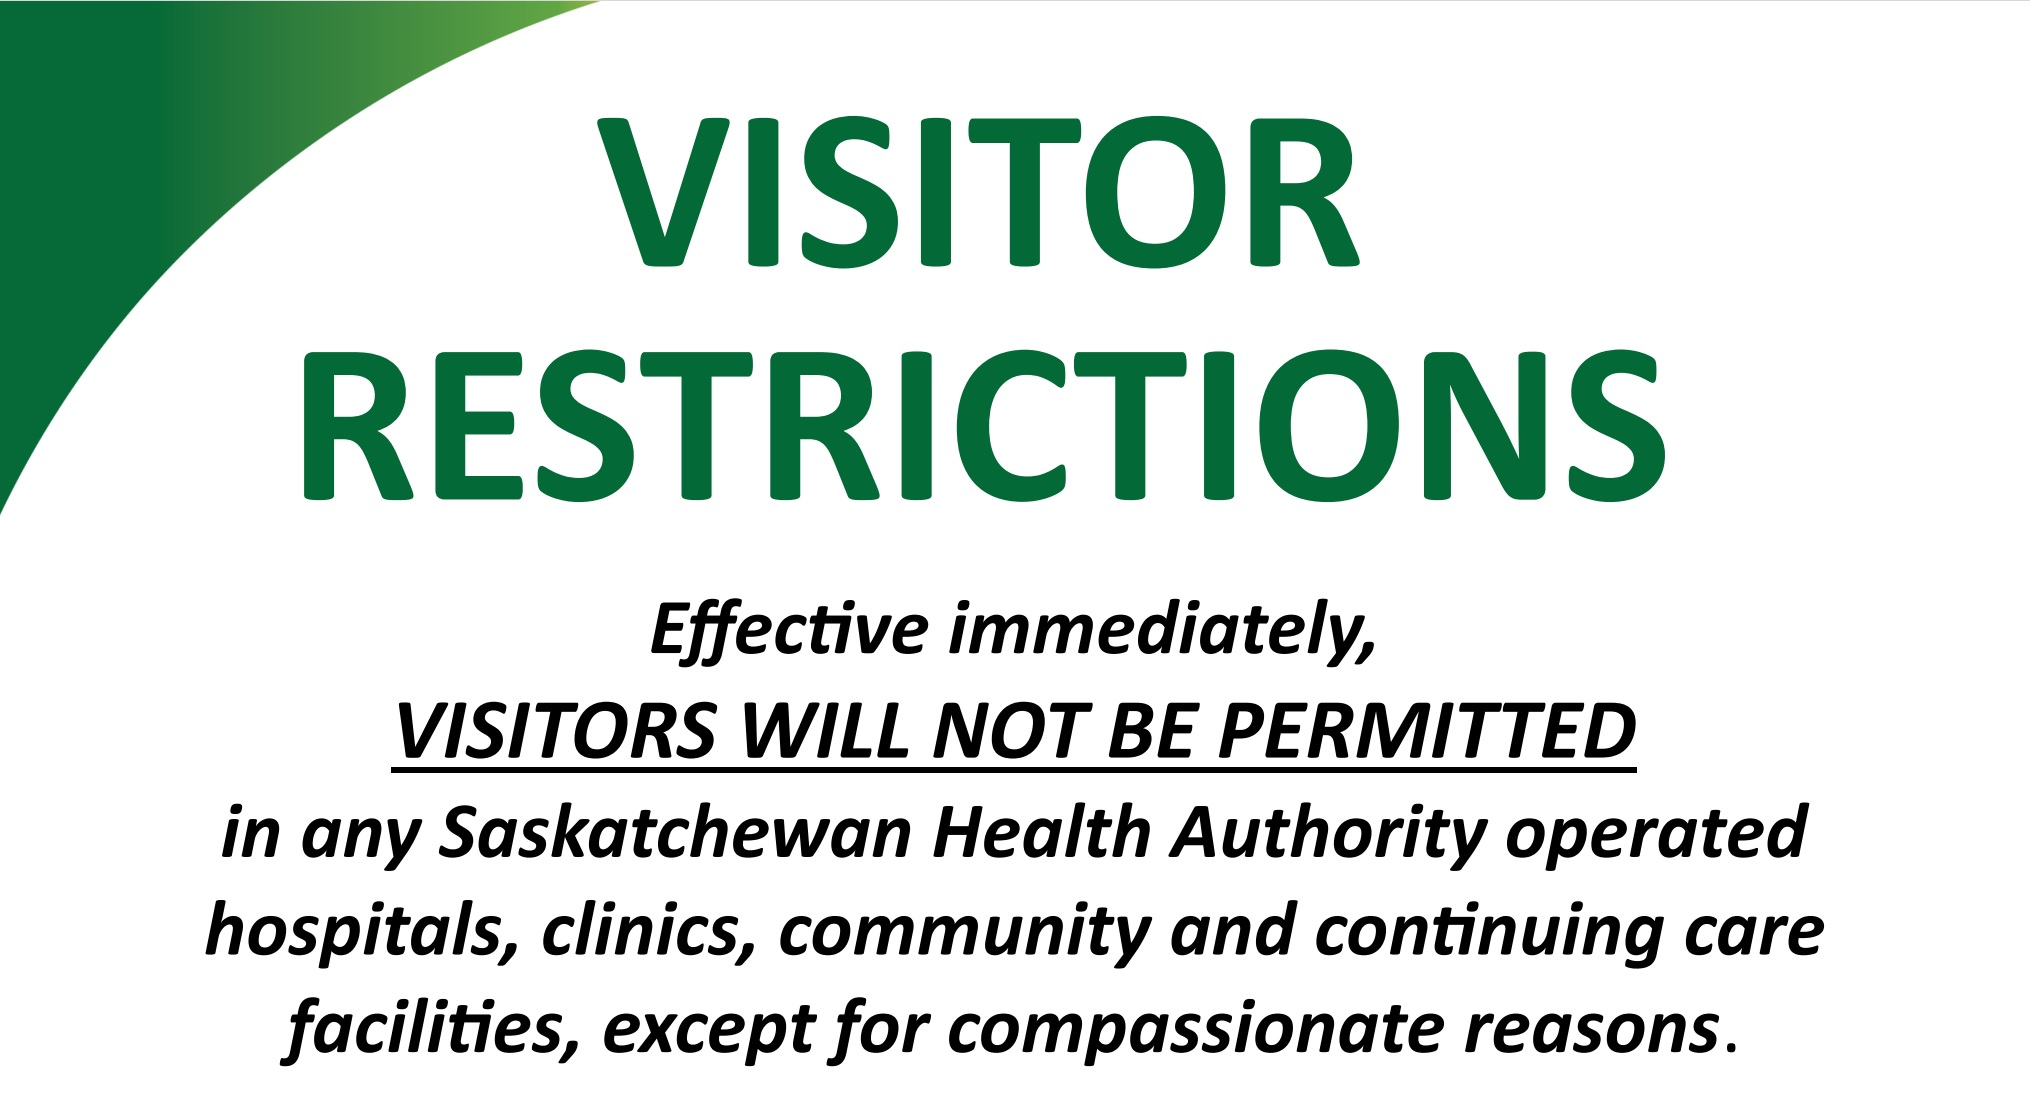 VISITOR
RESTRICTIONS
Effective immediately,
VISITORS WILL NOT BE PERMITTED
in any Saskatchewan Health Authority operated
hospitals, clinics, community and continuing care
facilities, except for compassionate reasons.